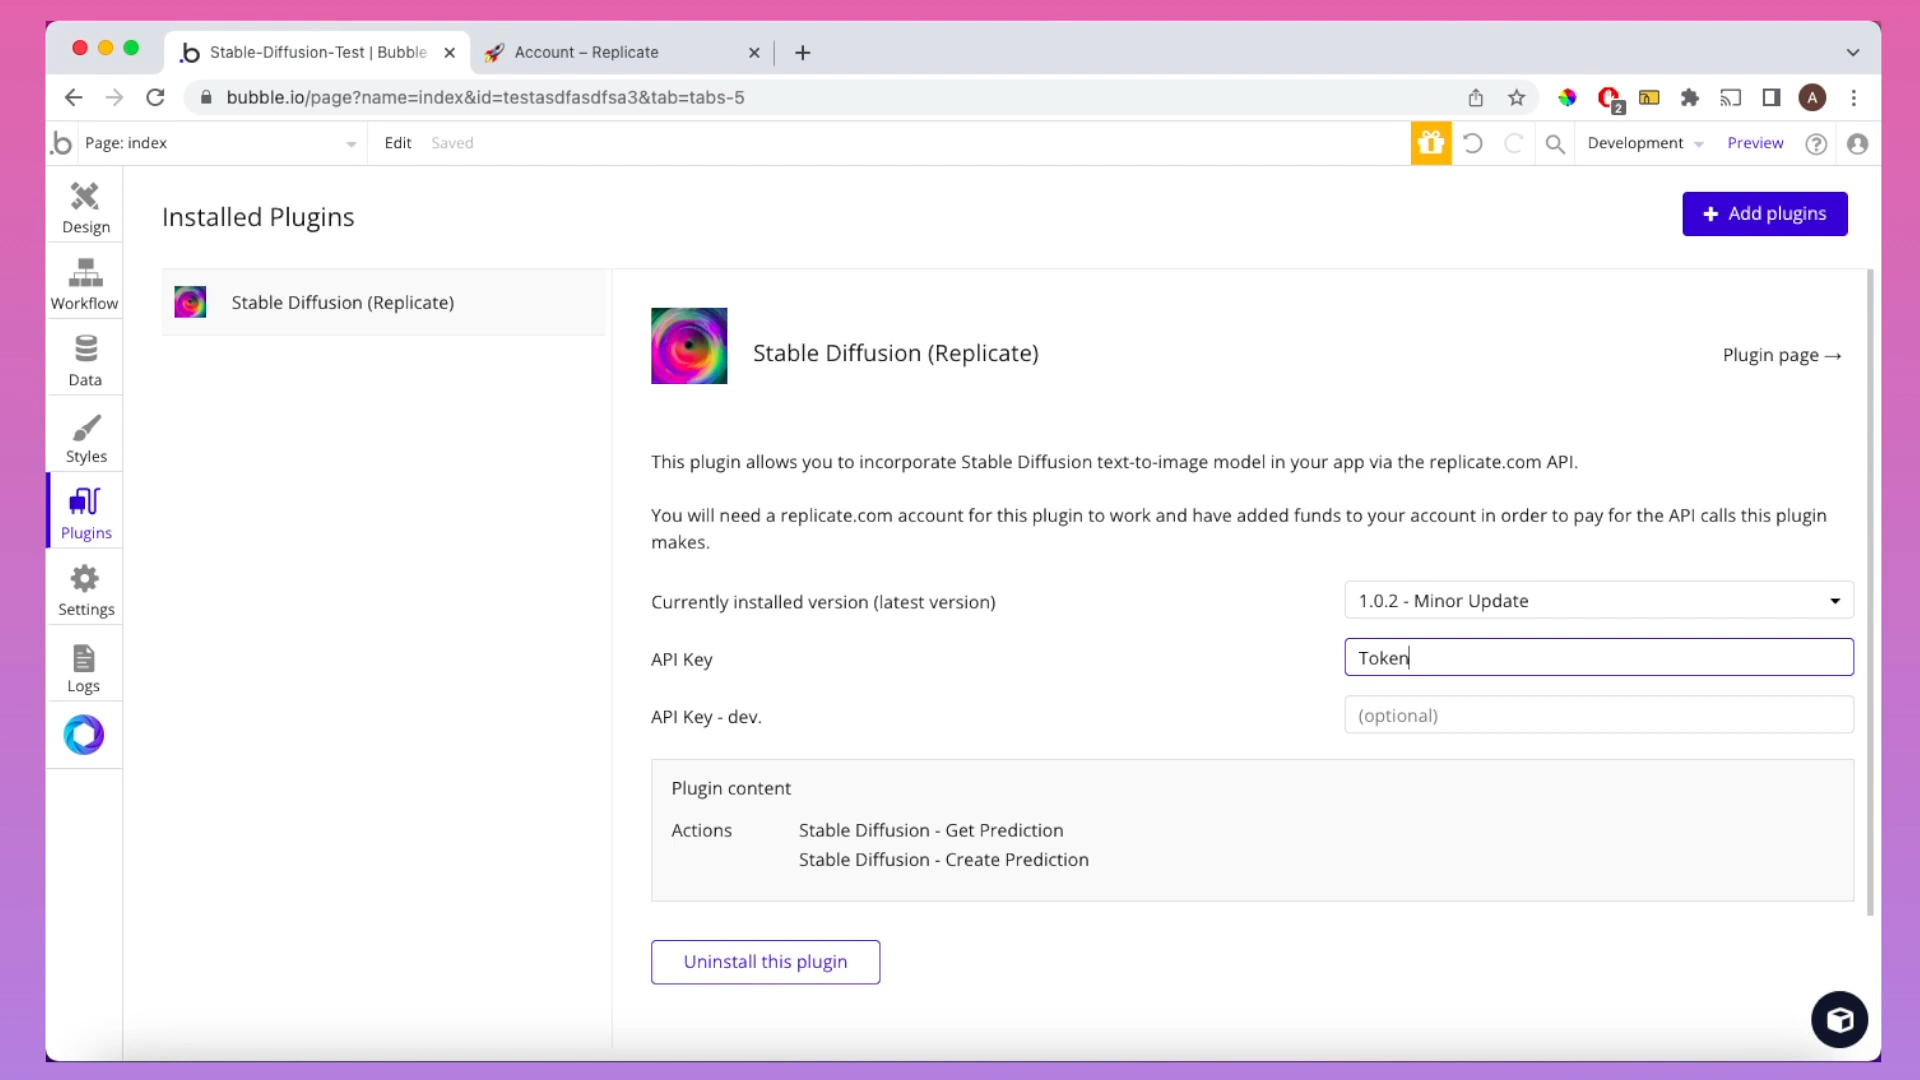 Stable-Diffusion-Test | Bubble
Account – Replicate
bubble.io/page?name=index&id=testasdfasdfsa3&tab=tabs-5
2
A
b
Page: index
Edit
Saved
Development
Preview
?
Design
Installed Plugins
+ Add plugins
Workflow
Stable Diffusion (Replicate)
Stable Diffusion (Replicate)
Plugin page →
Data
Styles
This plugin allows you to incorporate Stable Diffusion text-to-image model in your app via the replicate.com API.
You will need a replicate.com account for this plugin to work and have added funds to your account in order to pay for the API calls this plugin
makes.
Plugins
Currently installed version (latest version)
1.0.2 - Minor Update
Settings
API Key
Token
Logs
API Key - dev.
(optional)
Plugin content
Actions
Stable Diffusion - Get Prediction
Stable Diffusion - Create Prediction
Uninstall this plugin